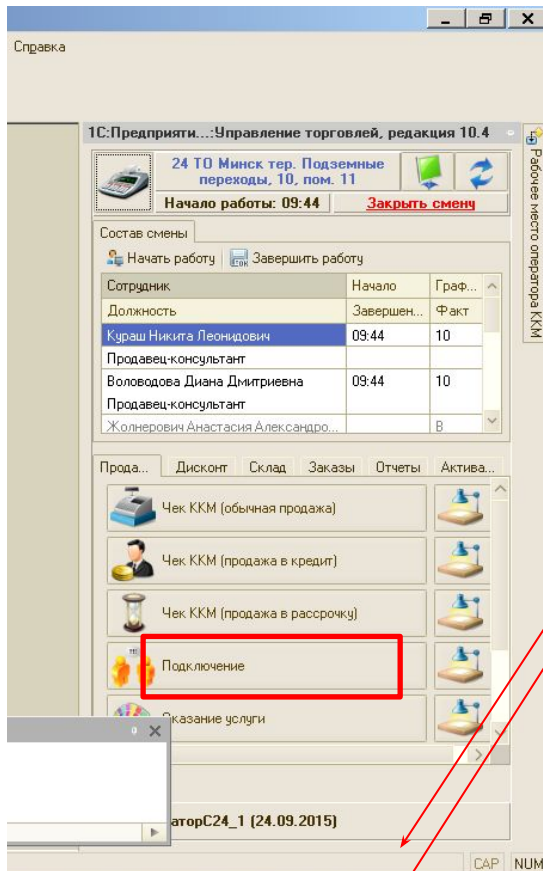 Справка
1С:Предприяти...:Управление торговлей, редакция 10.4
24 ТО Минск тер. Подземные
переходы, 10, пом. 11
Начало работы: 09:44
Закрыть смену
Состав смены
Начать работу
Завершить работу
Сотрудник Начало Граф...
Должность Завершен... Факт
Кураш Никита Леонидович 09:44 10
Продавец-консультант
Воловодова Диана Дмитриевна 09:44 10
Продавец-консультант
Жолнерович Анастасия Александро... В
Прода... Дисконт Склад Заказы Отчеты Актива...
Чек ККМ (обычная продажа)
Чек ККМ (продажа в кредит)
Чек ККМ (продажа в рассрочку)
Подключение
Оказание услуги
аторС24_1 (24.09.2015)
CAP NUM
Рабочее место оператора ККМ